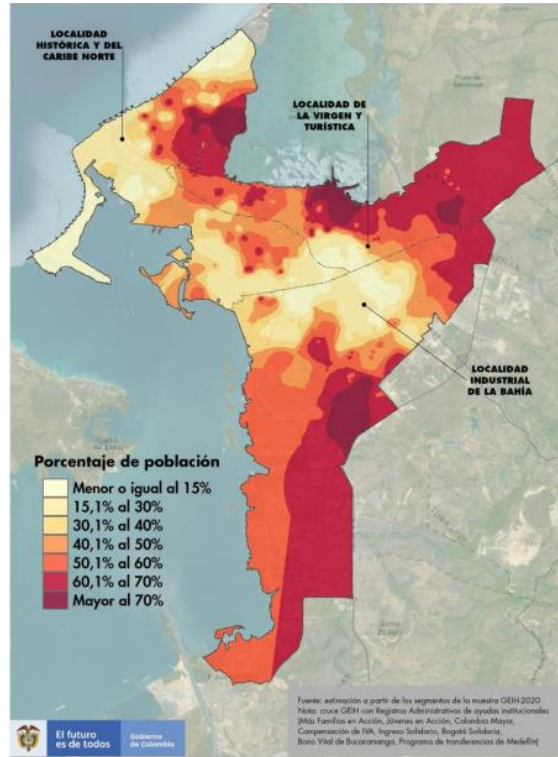 LOCALIDAD
HISTÓRICA Y DEL
CARIBE NORTE
LOCALIDAD DE
LA VIRGEN Y
TURÍSTICA
LOCALIDAD
INDUSTRIAL
DE LA BAHÍA
Porcentaje de población
Menor o igual al 15%
15,1% al 30%
30,1% al 40%
40,1% al 50%
50,1% al 60%
60,1% al 70%
Mayor al 70%
Fuente: estimación a partir de los segmentos de la muestra GEIH-2020
Nota: cruce GEIH con Registros Administrativos de ayudas institucionales
(Más Familias en Acción, Jóvenes en Acción, Colombia Mayor,
Compensación de IVA, Ingreso Solidario, Bogotá Solidaria,
Bono Vital de Bucaramanga, Programa de transferencias de Medellín)
El futuro
es de todos
Gobierno
de Colombia